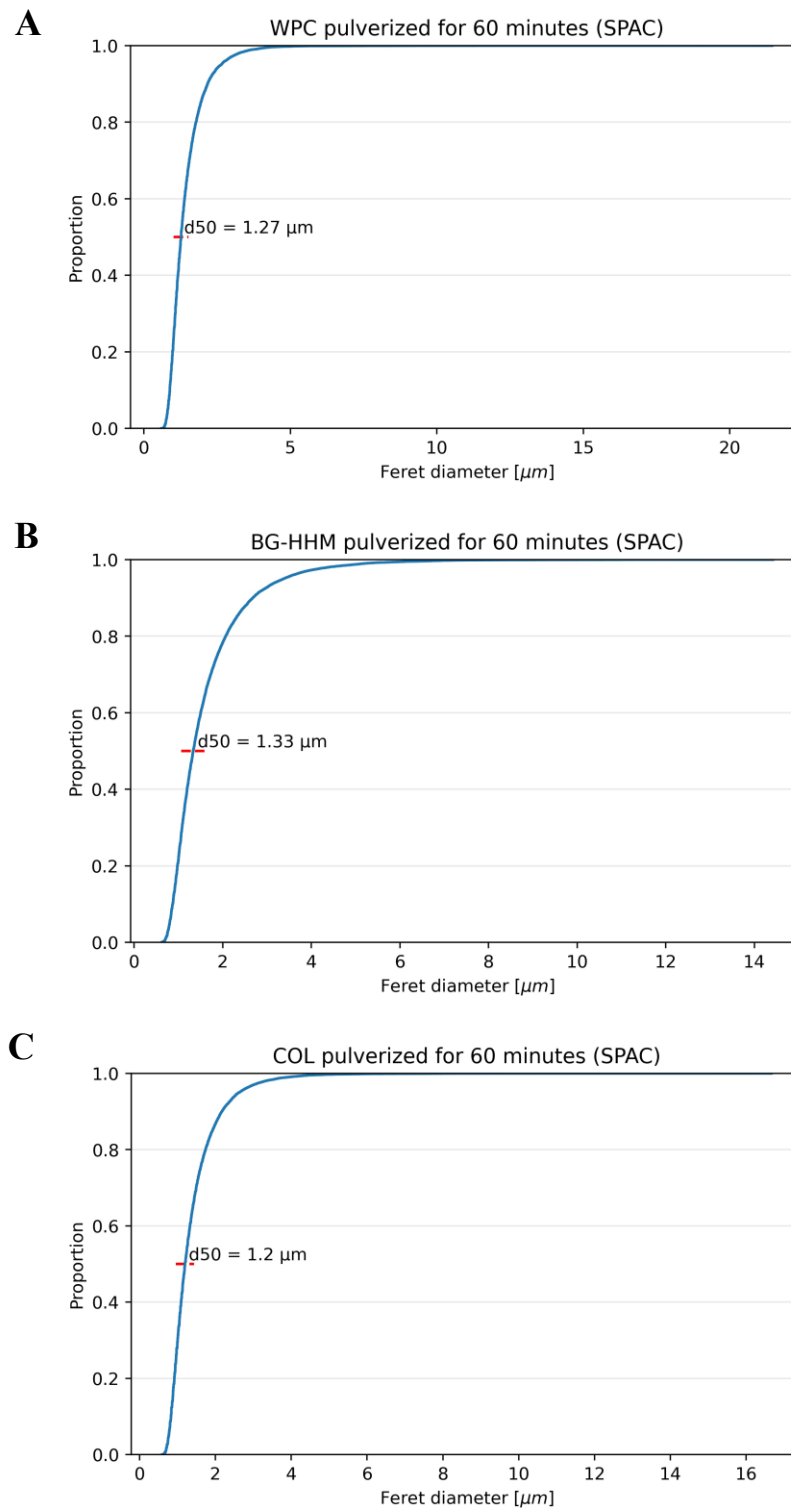 A
WPC pulverized for 60 minutes (SPAC)
1.0
0.8
0.6
0.4
0.2
0.0
Proportion
d50 = 1.27 μm
0 5 10 15 20
Feret diameter [μm]
B
BG-HHM pulverized for 60 minutes (SPAC)
1.0
0.8
0.6
0.4
0.2
0.0
Proportion
d50 = 1.33 μm
0 2 4 6 8 10 12 14
Feret diameter [μm]
C
COL pulverized for 60 minutes (SPAC)
1.0
0.8
0.6
0.4
0.2
0.0
Proportion
d50 = 1.2 μm
0 2 4 6 8 10 12 14 16
Feret diameter [μm]